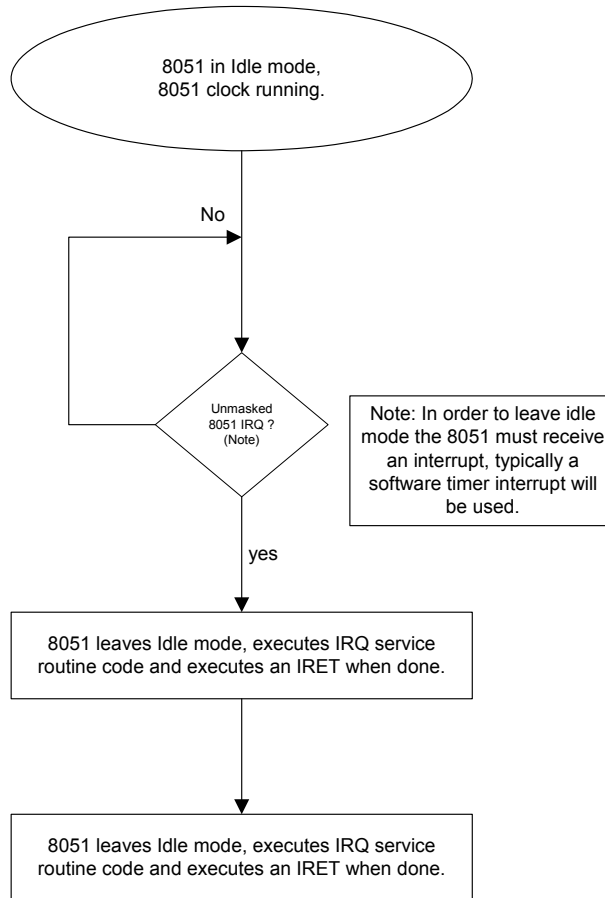 8051 in Idle mode,
8051 clock running.
No
Unmasked
8051 IRQ ?
(Note)
Note: In order to leave idle
mode the 8051 must receive
an interrupt, typically a
software timer interrupt will
be used.
yes
8051 leaves Idle mode, executes IRQ service
routine code and executes an IRET when done.
8051 leaves Idle mode, executes IRQ service
routine code and executes an IRET when done.